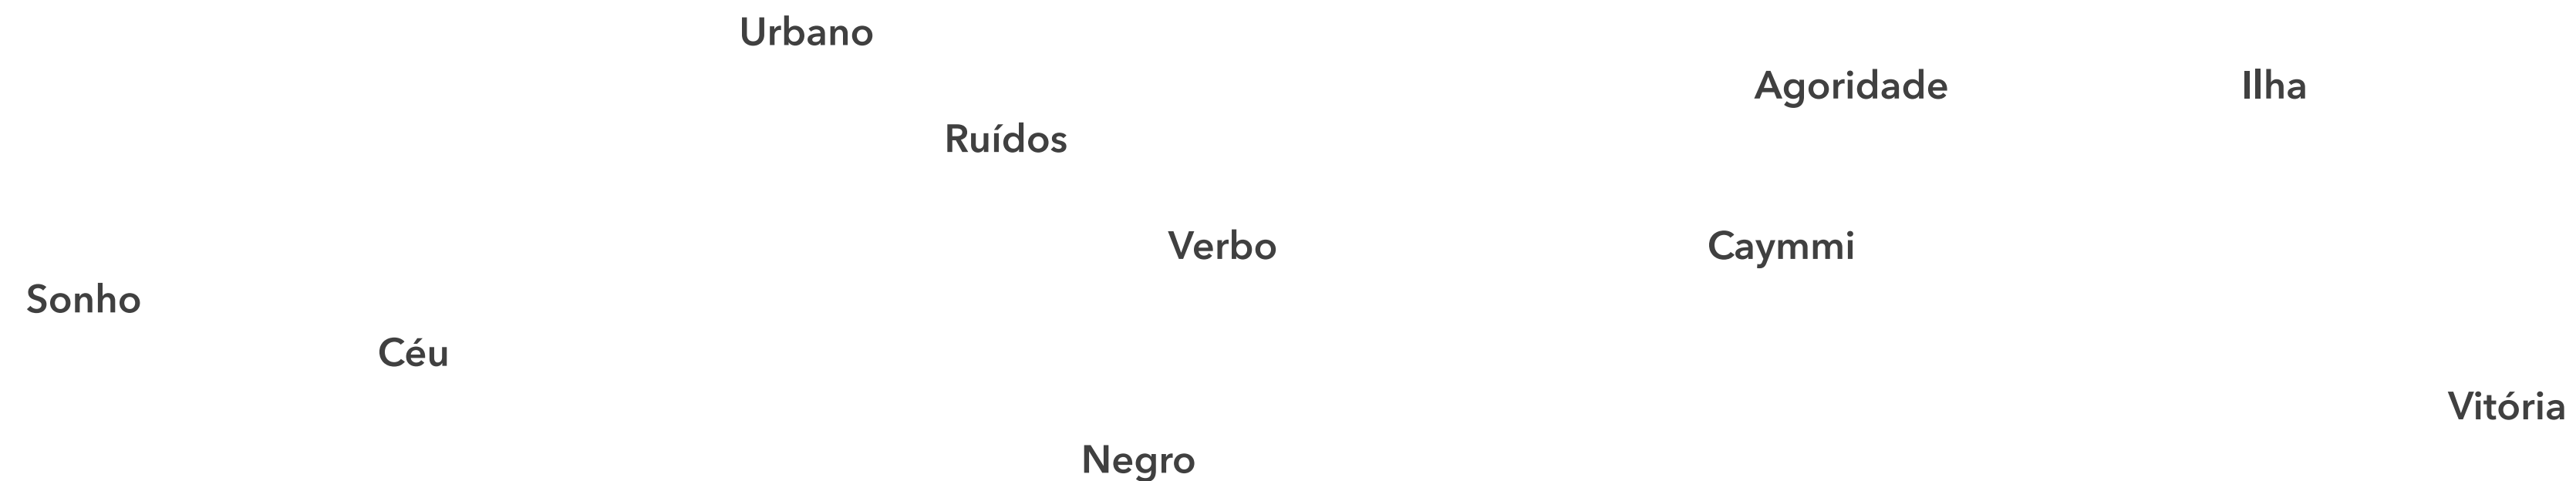 Urbano
Agoridade Ilha
Ruídos
Verbo Caymmi
Sonho
Céu
Vitória
Negro